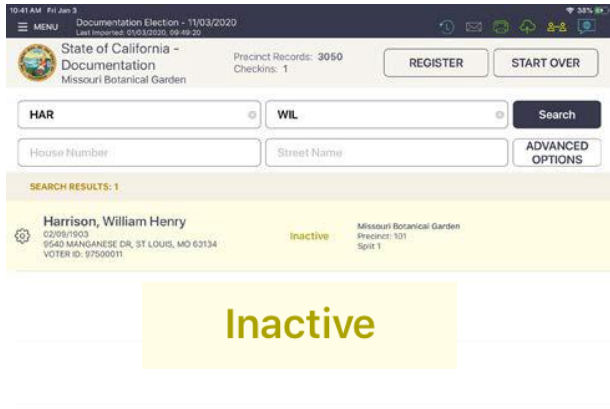 10:41 AM Fri Jan 3
38%
MENU
Documentation Election - 11/03/2020
Last Imported: 01/03/2020, 09:49:20
State of California -
Documentation
Missouri Botanical Garden
Precinct Records: 3050
Checkins: 1
REGISTER
START OVER
HAR
WIL
Search
House Number
Street Name
ADVANCED
OPTIONS
SEARCH RESULTS: 1
Harrison, William Henry
02/09/1903
9540 MANGANESE DR, ST LOUIS, MO 63134
VOTER ID: 97500011
Inactive
Missouri Botanical Garden
Precinct: 101
Split 1
Inactive